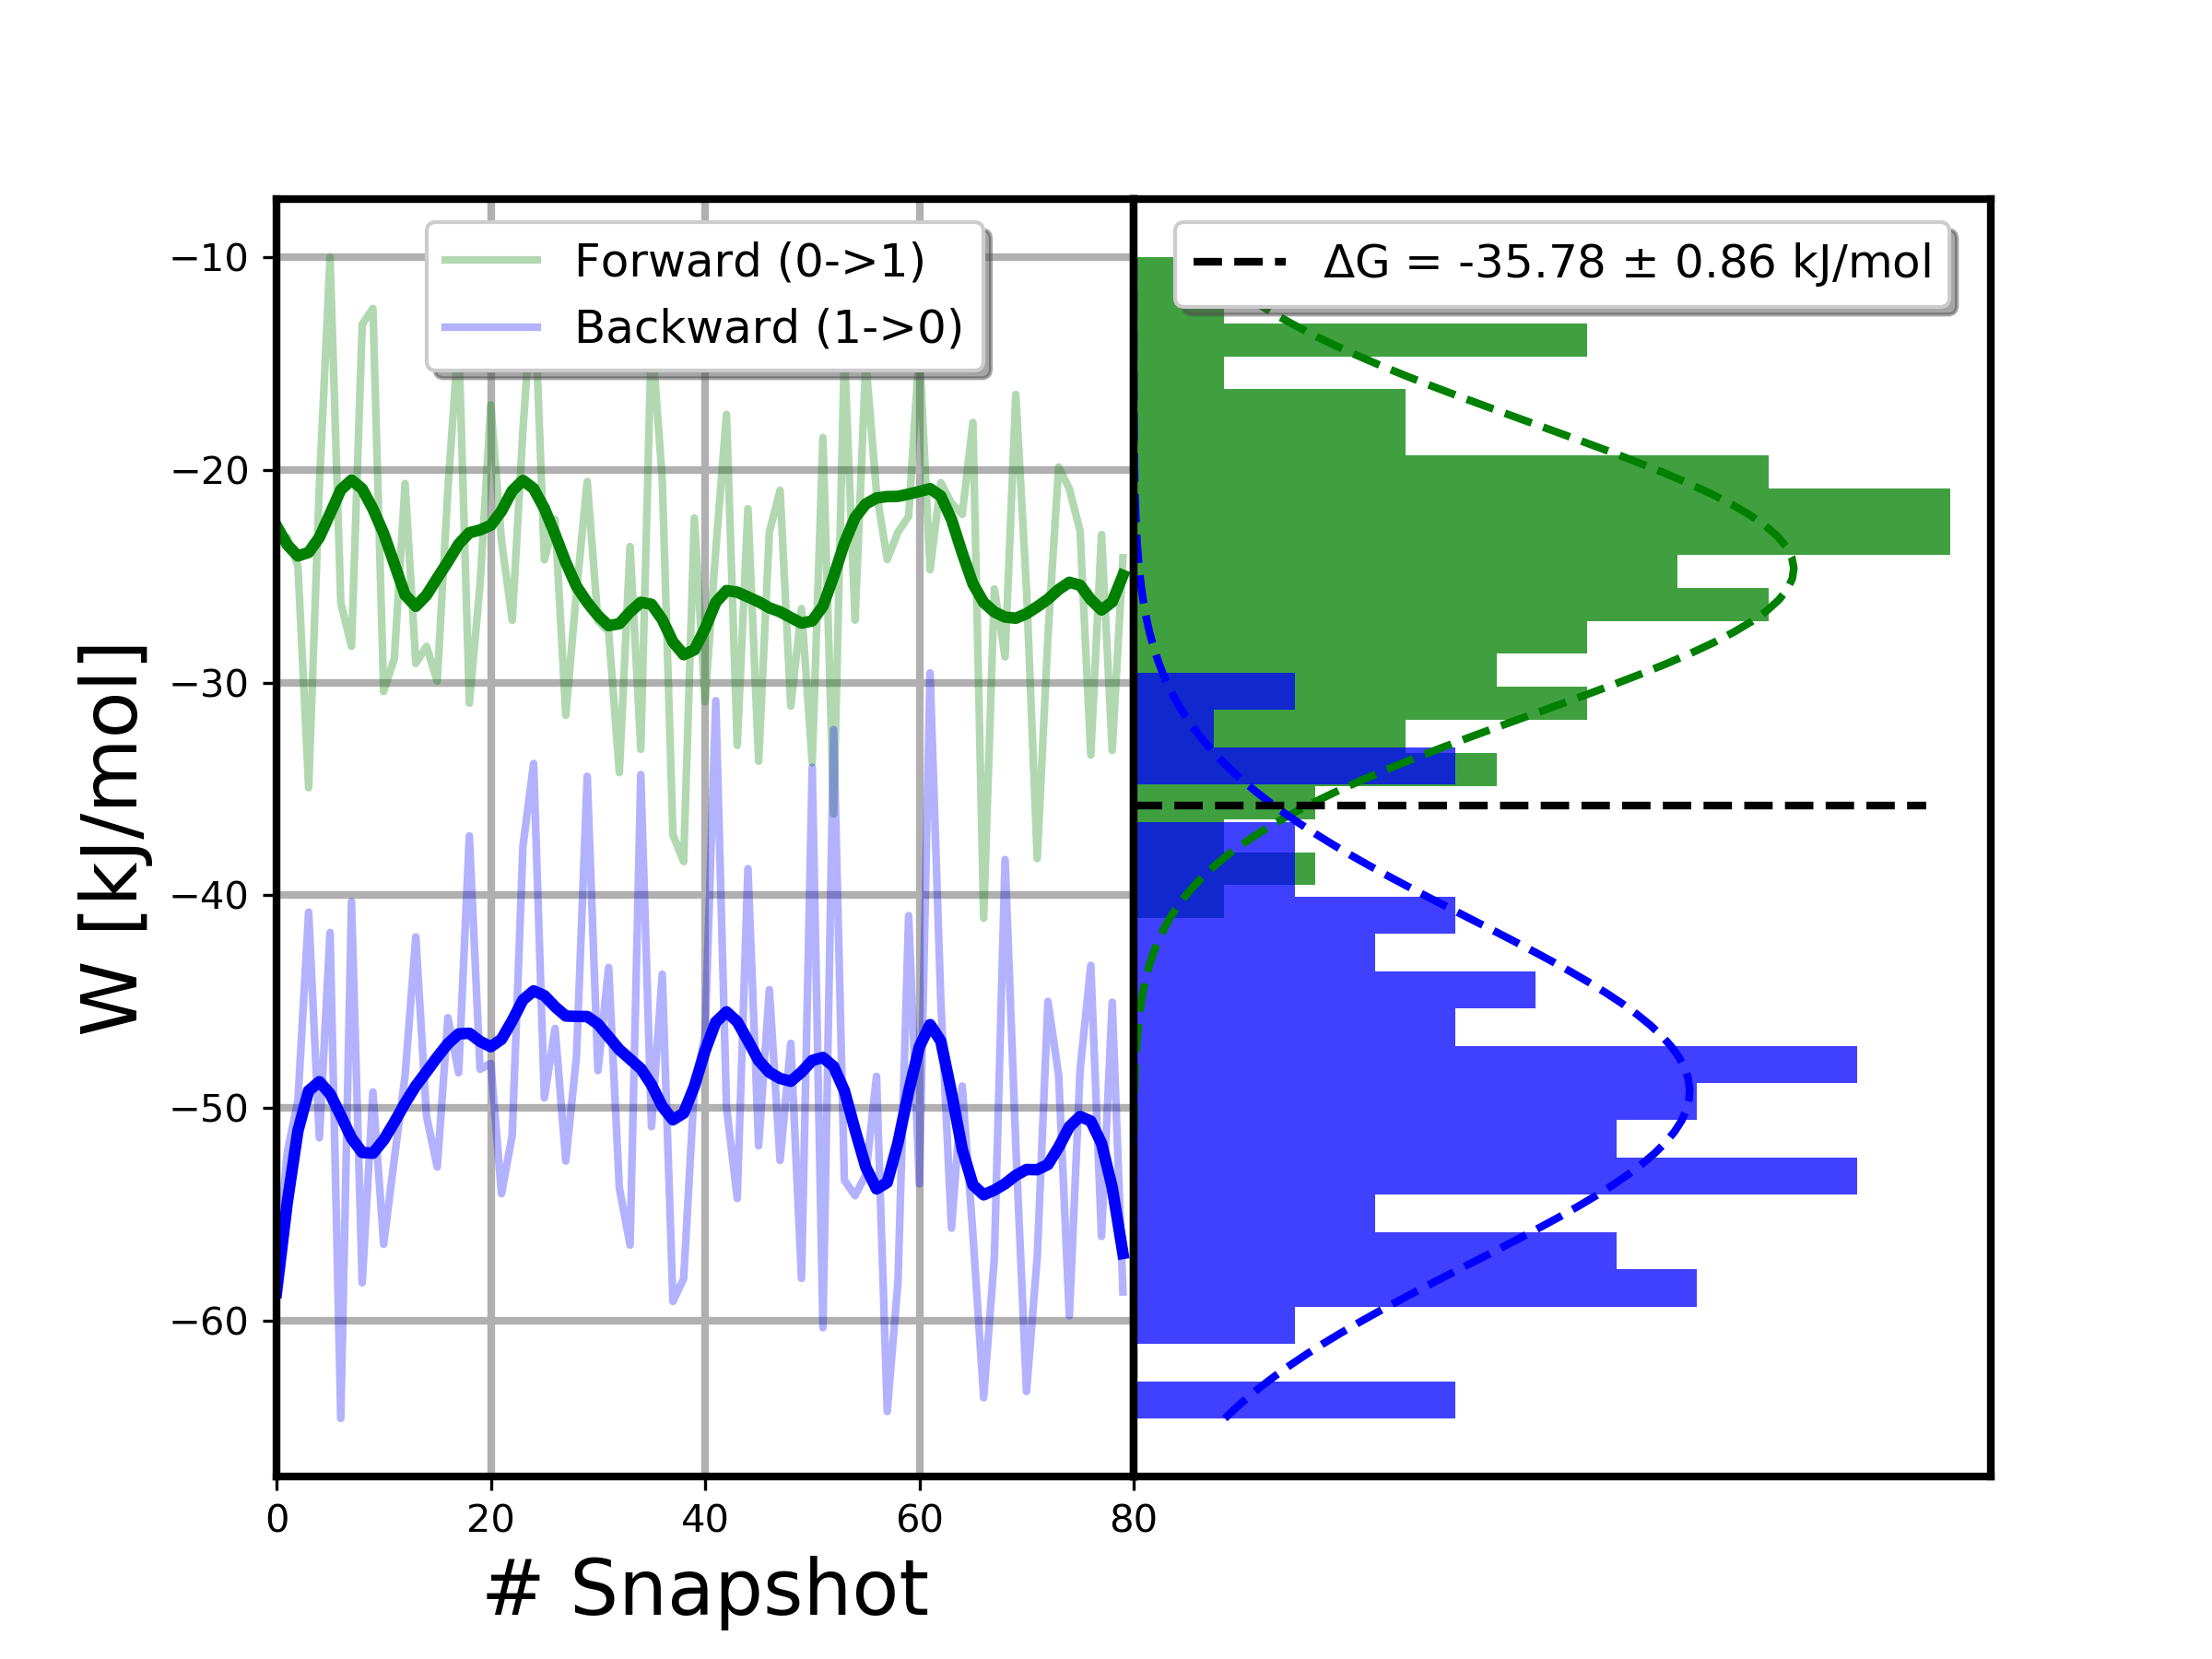 Forward (0->1)
Backward (1->0)
ΔG = -35.78 ± 0.86 kJ/mol
W [kJ/mol]
−10
−20
−30
−40
−50
−60
0 20 40 60 80
# Snapshot